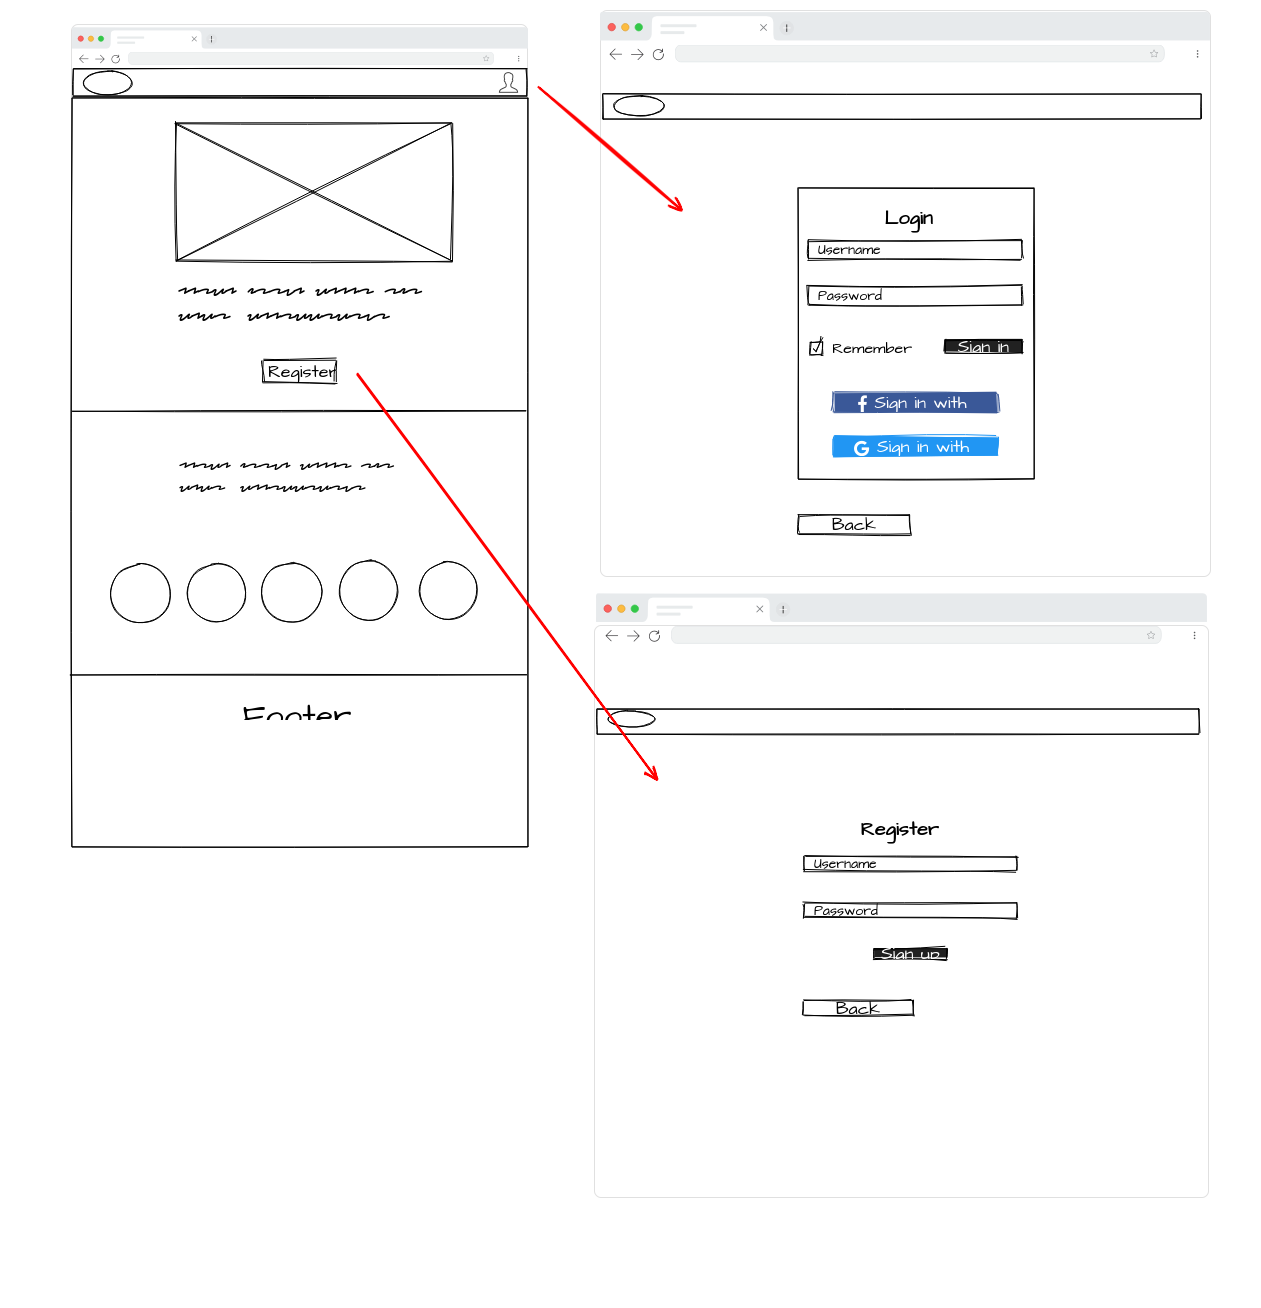 Register
Footer
Login
Username
Password
Remember
Sign in
Sign in with
Sign in with
Back
Register
Username
Password
Sign up
Back